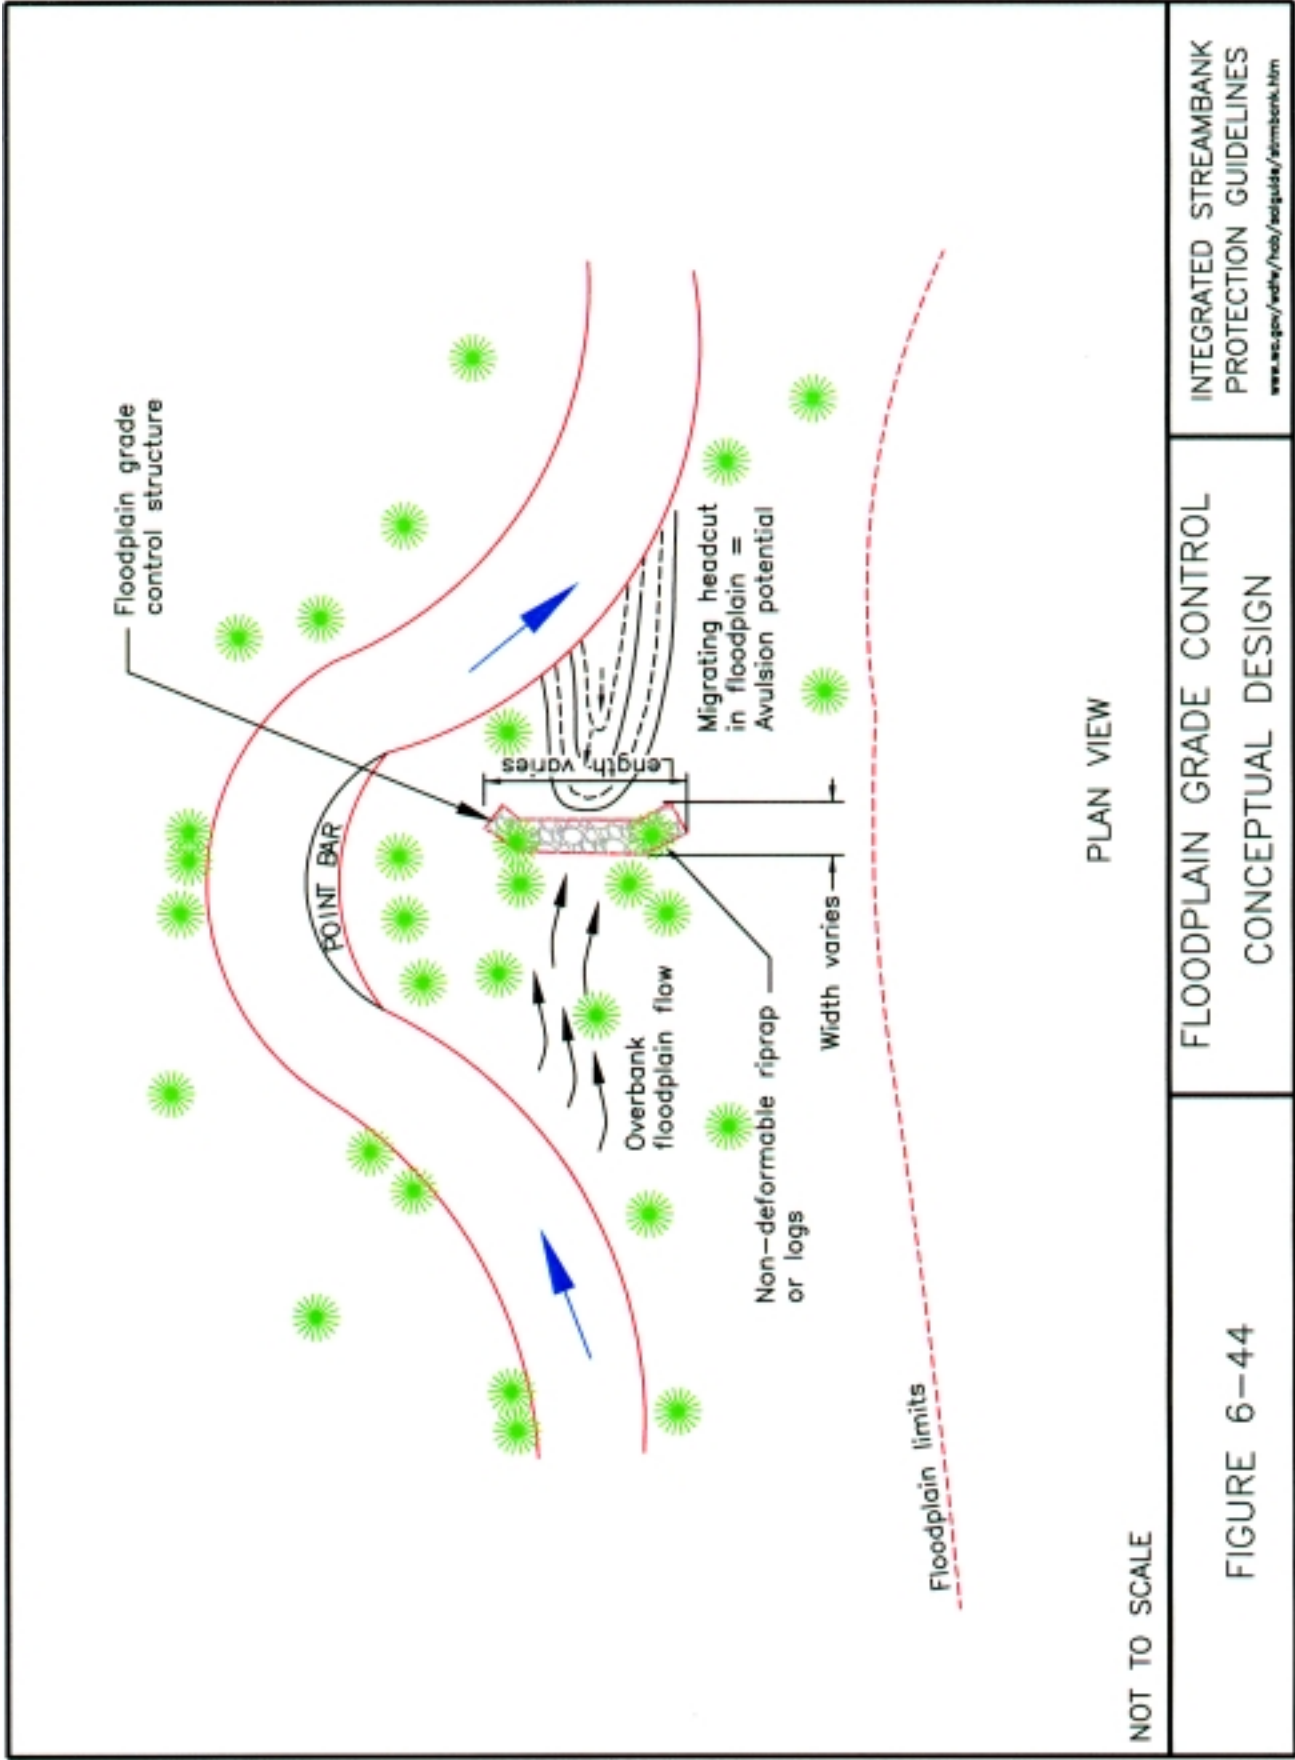 Floodplain grade
control structure
POINT BAR
Length varies
Migrating headcut
in floodplain =
Avulsion potential
Overbank
floodplain flow
Non-deformable riprap
or logs
Width varies
Floodplain limits
PLAN VIEW
NOT TO SCALE
FIGURE 6-44
FLOODPLAIN GRADE CONTROL
CONCEPTUAL DESIGN
INTEGRATED STREAMBANK
PROTECTION GUIDELINES